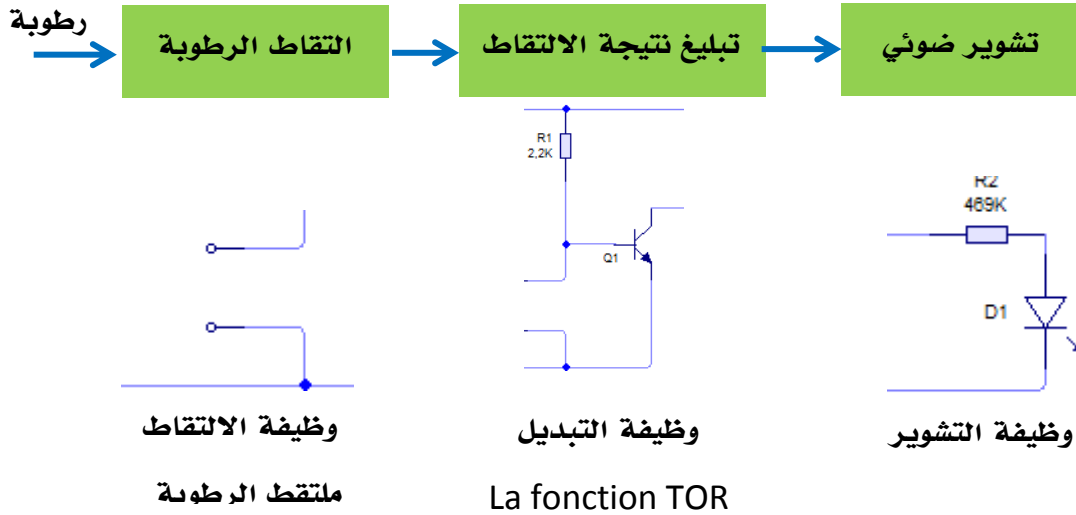 رطوبة
التقاط الرطوبة
تبليغ نتيجة الالتقاط
تشوير ضوئي
R1
2,2K
Q1
R2
469K
D1
وظيفة الالتقاط
وظيفة التبديل
وظيفة التشوير
ملتقط الرطوبة
La fonction TOR